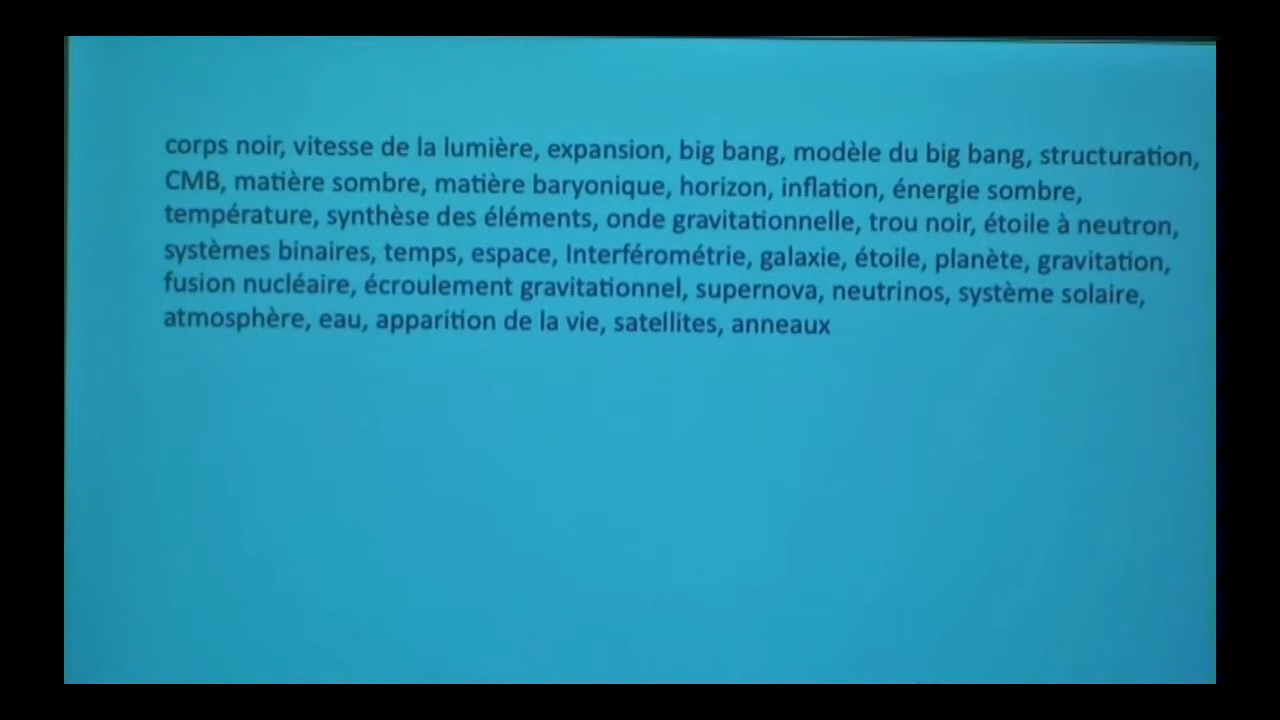 corps noir, vitesse de la lumière, expansion, big bang, modèle du big bang, structuration,
CMB, matière sombre, matière baryonique, horizon, inflation, énergie sombre,
température, synthèse des éléments, onde gravitationnelle, trou noir, étoile à neutron,
systèmes binaires, temps, espace, Interférométrie, galaxie, étoile, planète, gravitation,
fusion nucléaire, écroulement gravitationnel, supernova, neutrinos, système solaire,
atmosphère, eau, apparition de la vie, satellites, anneaux